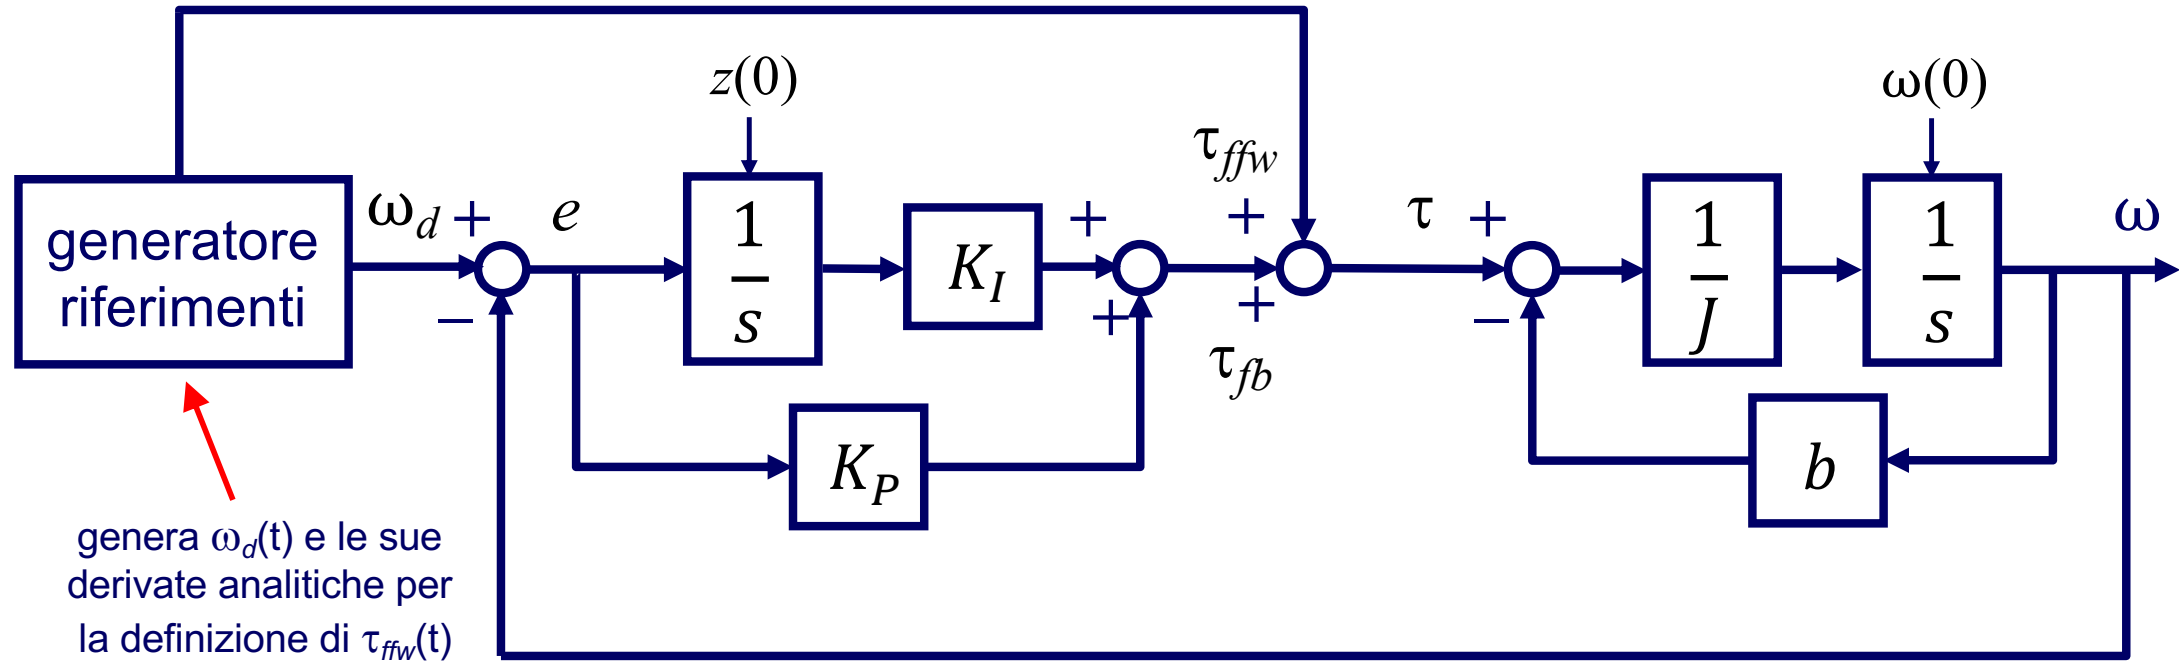 z(0)
ω(0)
τffw
generatore
riferimenti
ωd
+
e
1
s
KI
+
+
τ
+
1
J
1
s
ω
−
+
+
−
τfb
KP
b
genera ωd(t) e le sue
derivate analitiche per
la definizione di τffw(t)